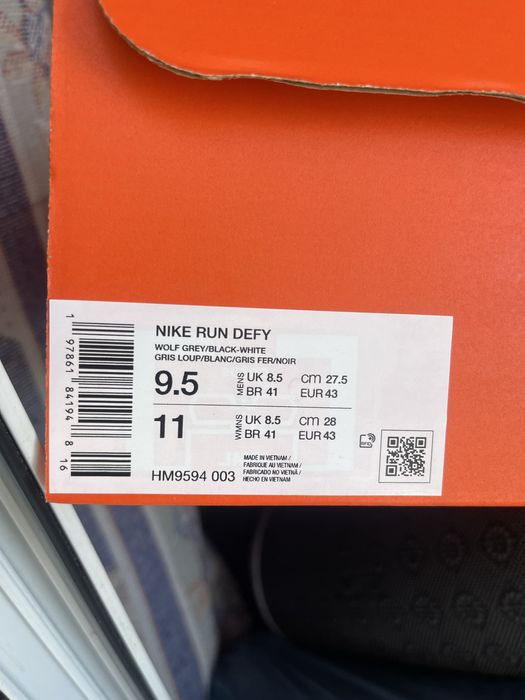 NIKE RUN DEFY
WOLF GREY/BLACK-WHITE
GRIS LOUP/BLANC/GRIS FER/NOIR
9.5 MENS UK 8.5 cm 27.5
BR 41 EUR 43
11 WMNS UK 8.5 cm 28
BR 41 EUR 43
HM9594 003
MADE IN VIETNAM /
FABRIQUE AU VIETNAM /
FABRICADO NO VIETNÃ /
HECHO EN VIETNAM
1 97861 84194 8 16